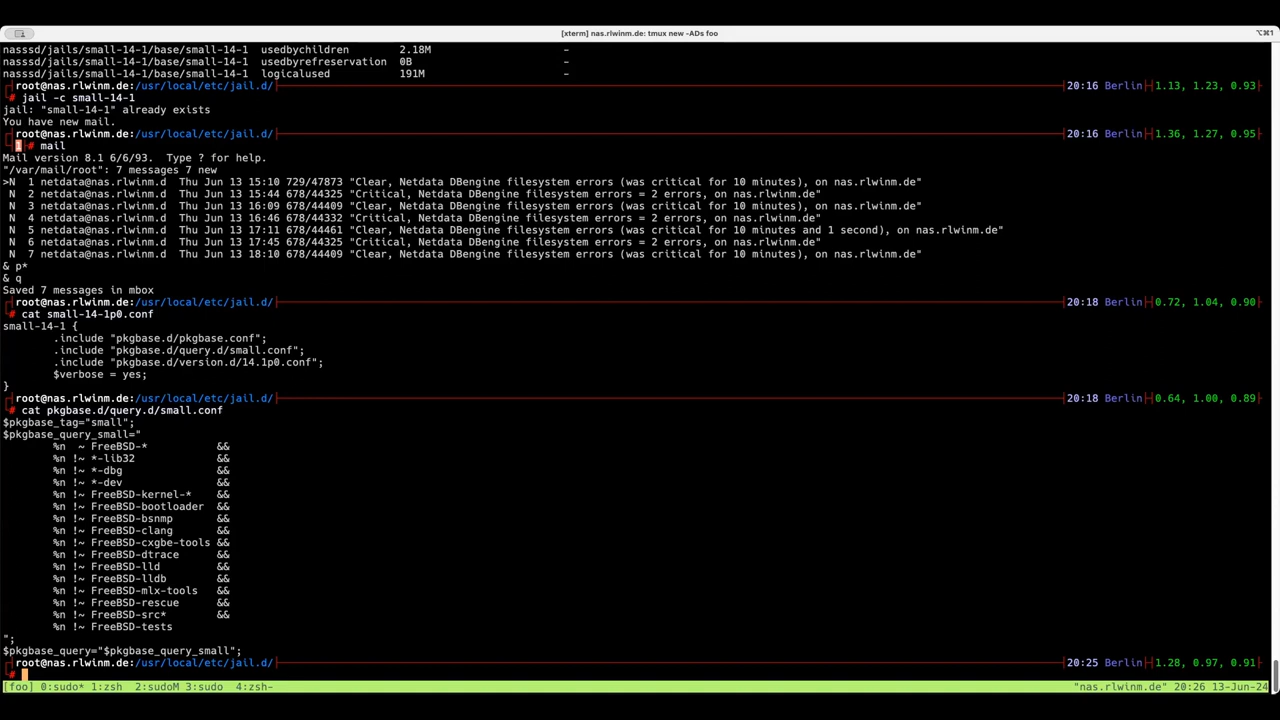 [xterm] nas.rlwinm.de: tmux new -ADs foo
⌥⌘1
nasssd/jails/small-14-1/base/small-14-1  usedbychildren        2.18M                  -
nasssd/jails/small-14-1/base/small-14-1  usedbyrefreservation  0B                     -
nasssd/jails/small-14-1/base/small-14-1  logicalused           191M                   -
root@nas.rlwinm.de:/usr/local/etc/jail.d/ 20:16 Berlin 1.13, 1.23, 0.93
# jail -c small-14-1
jail: "small-14-1" already exists
You have new mail.
root@nas.rlwinm.de:/usr/local/etc/jail.d/ 20:16 Berlin 1.36, 1.27, 0.95
1 # mail
Mail version 8.1 6/6/93.  Type ? for help.
"/var/mail/root": 7 messages 7 new
>N  1 netdata@nas.rlwinm.d  Thu Jun 13 15:10 729/47873 "Clear, Netdata DBengine filesystem errors (was critical for 10 minutes), on nas.rlwinm.de"
 N  2 netdata@nas.rlwinm.d  Thu Jun 13 15:44 678/44325 "Critical, Netdata DBengine filesystem errors = 2 errors, on nas.rlwinm.de"
 N  3 netdata@nas.rlwinm.d  Thu Jun 13 16:09 678/44409 "Clear, Netdata DBengine filesystem errors (was critical for 10 minutes), on nas.rlwinm.de"
 N  4 netdata@nas.rlwinm.d  Thu Jun 13 16:46 678/44332 "Critical, Netdata DBengine filesystem errors = 2 errors, on nas.rlwinm.de"
 N  5 netdata@nas.rlwinm.d  Thu Jun 13 17:11 678/44461 "Clear, Netdata DBengine filesystem errors (was critical for 10 minutes and 1 second), on nas.rlwinm.de"
 N  6 netdata@nas.rlwinm.d  Thu Jun 13 17:45 678/44325 "Critical, Netdata DBengine filesystem errors = 2 errors, on nas.rlwinm.de"
 N  7 netdata@nas.rlwinm.d  Thu Jun 13 18:10 678/44409 "Clear, Netdata DBengine filesystem errors (was critical for 10 minutes), on nas.rlwinm.de"
& p*
& q
Saved 7 messages in mbox
root@nas.rlwinm.de:/usr/local/etc/jail.d/ 20:18 Berlin 0.72, 1.04, 0.90
# cat small-14-1p0.conf
small-14-1 {
        .include "pkgbase.d/pkgbase.conf";
        .include "pkgbase.d/query.d/small.conf";
        .include "pkgbase.d/version.d/14.1p0.conf";
        $verbose = yes;
}
root@nas.rlwinm.de:/usr/local/etc/jail.d/ 20:18 Berlin 0.64, 1.00, 0.89
# cat pkgbase.d/query.d/small.conf
$pkgbase_tag="small";
$pkgbase_query_small="
        %n  ~ FreeBSD-*           &&
        %n !~ *-lib32             &&
        %n !~ *-dbg               &&
        %n !~ *-dev               &&
        %n !~ FreeBSD-kernel-*    &&
        %n !~ FreeBSD-bootloader  &&
        %n !~ FreeBSD-bsnmp       &&
        %n !~ FreeBSD-clang       &&
        %n !~ FreeBSD-cxgbe-tools &&
        %n !~ FreeBSD-dtrace      &&
        %n !~ FreeBSD-lld         &&
        %n !~ FreeBSD-lldb        &&
        %n !~ FreeBSD-mlx-tools   &&
        %n !~ FreeBSD-rescue      &&
        %n !~ FreeBSD-src*        &&
        %n !~ FreeBSD-tests
";
$pkgbase_query="$pkgbase_query_small";
root@nas.rlwinm.de:/usr/local/etc/jail.d/ 20:25 Berlin 1.28, 0.97, 0.91
#
[foo] 0:sudo* 1:zsh  2:sudoM 3:sudo  4:zsh- "nas.rlwinm.de" 20:26 13-Jun-24